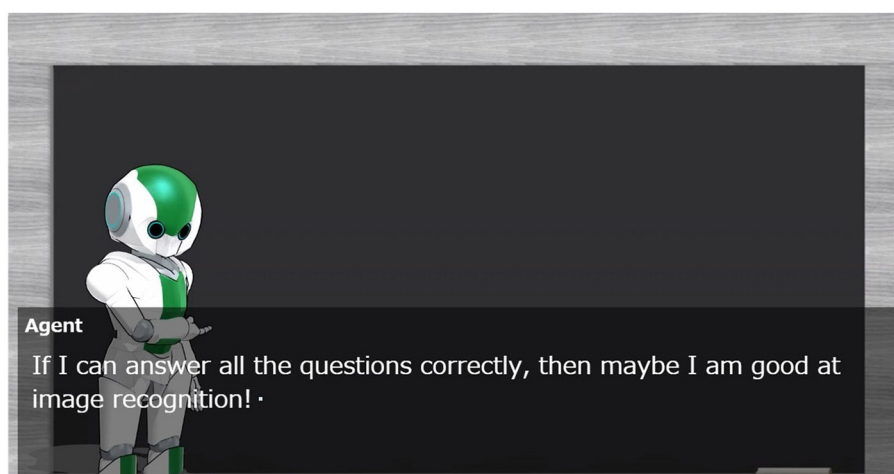 Agent
If I can answer all the questions correctly, then maybe I am good at
image recognition!